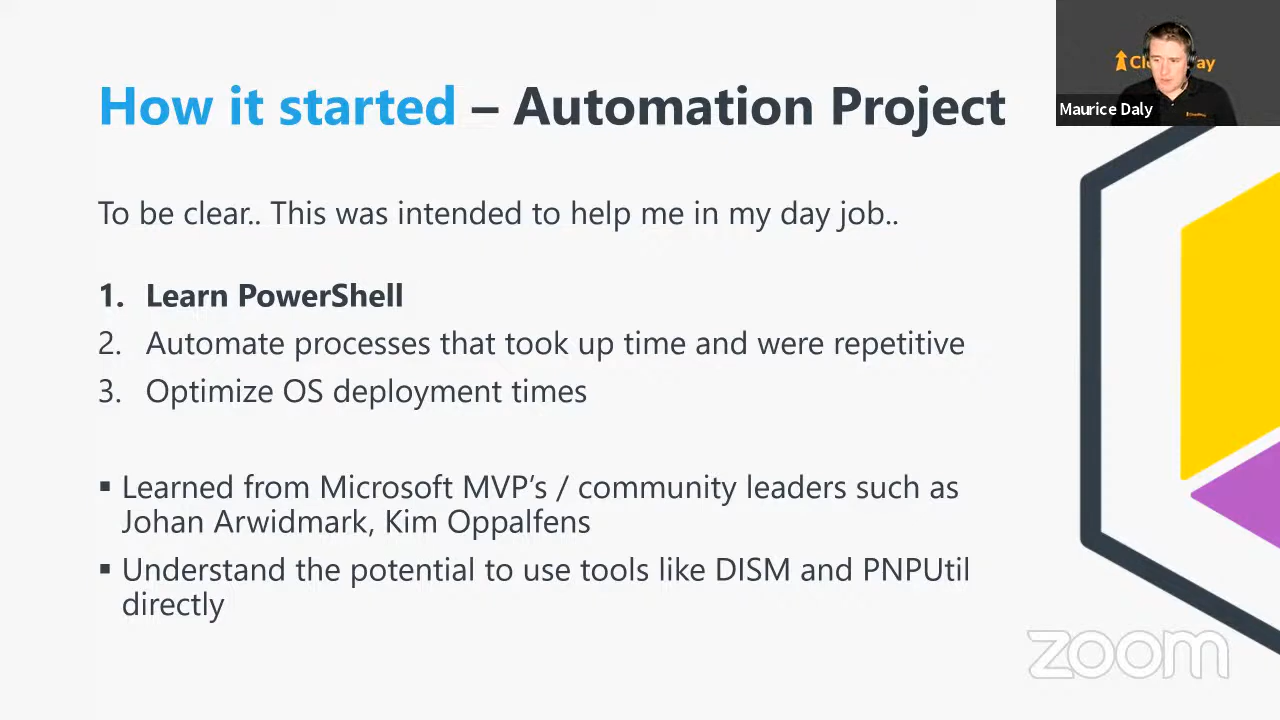 How it started – Automation Project
Cl ay
Maurice Daly
To be clear.. This was intended to help me in my day job..
1. Learn PowerShell
2. Automate processes that took up time and were repetitive
3. Optimize OS deployment times
▪ Learned from Microsoft MVP's / community leaders such as
Johan Arwidmark, Kim Oppalfens
▪ Understand the potential to use tools like DISM and PNPUtil
directly
zoom